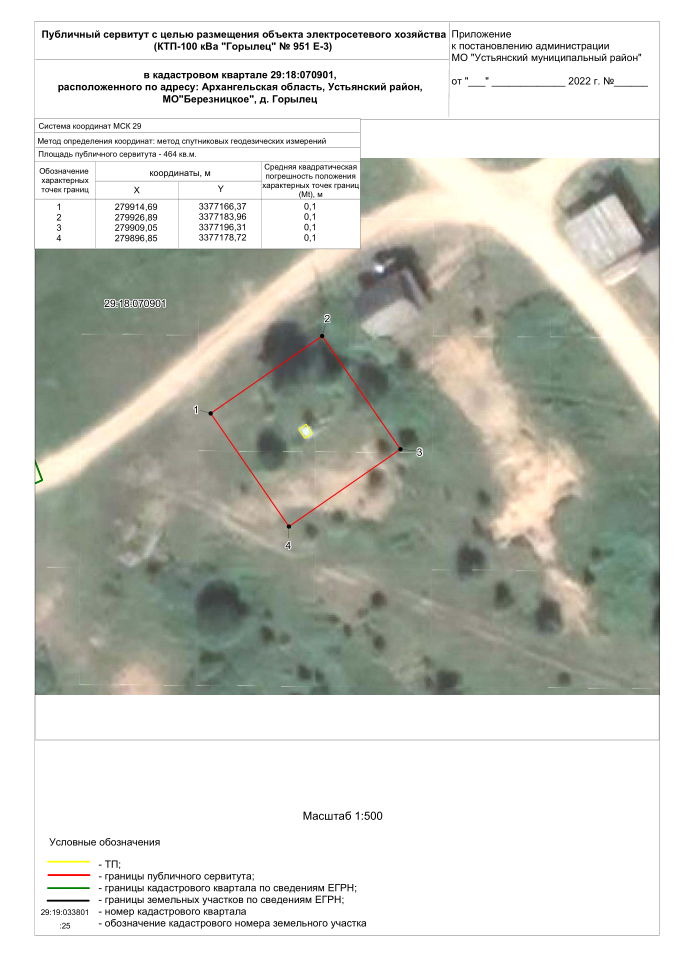 Публичный сервитут с целью размещения объекта электросетевого хозяйства
(КТП-100 кВа "Горылец" № 951 Е-3)
в кадастровом квартале 29:18:070901,
расположенного по адресу: Архангельская область, Устьянский район,
МО"Березницкое", д. Горылец
Приложение
к постановлению администрации
МО "Устьянский муниципальный район"
от "___" _____________ 2022 г. №______
Система координат МСК 29
Метод определения координат: метод спутниковых геодезических измерений
Площадь публичного сервитута - 464 кв.м.
Обозначение
характерных
точек границ
координаты, м
X
Y
Средняя квадратическая
погрешность положения
характерных точек границ
(Mt), м
1 279914,69 3377166,37 0,1
2 279926,89 3377183,96 0,1
3 279909,05 3377196,31 0,1
4 279896,85 3377178,72 0,1
29:18:070901
2
1
3
4
Масштаб 1:500
Условные обозначения
- ТП;
- границы публичного сервитута;
- границы кадастрового квартала по сведениям ЕГРН;
- границы земельных участков по сведениям ЕГРН;
29:19:033801 - номер кадастрового квартала
:25 - обозначение кадастрового номера земельного участка